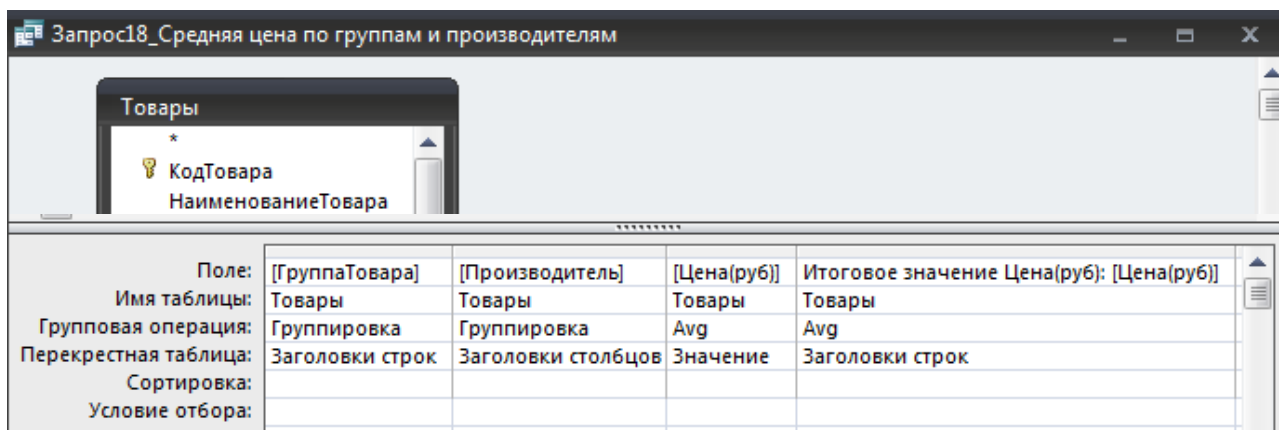 Запрос18_Средняя цена по группам и производителям
Товары
*
КодТовара
НаименованиеТовара
Поле: [ГруппаТовара] [Производитель] [Цена(руб)] Итоговое значение Цена(руб): [Цена(руб)]
Имя таблицы: Товары Товары Товары Товары
Групповая операция: Группировка Группировка Avg Avg
Перекрестная таблица: Заголовки строк Заголовки столбцов Значение Заголовки строк
Сортировка:
Условие отбора: